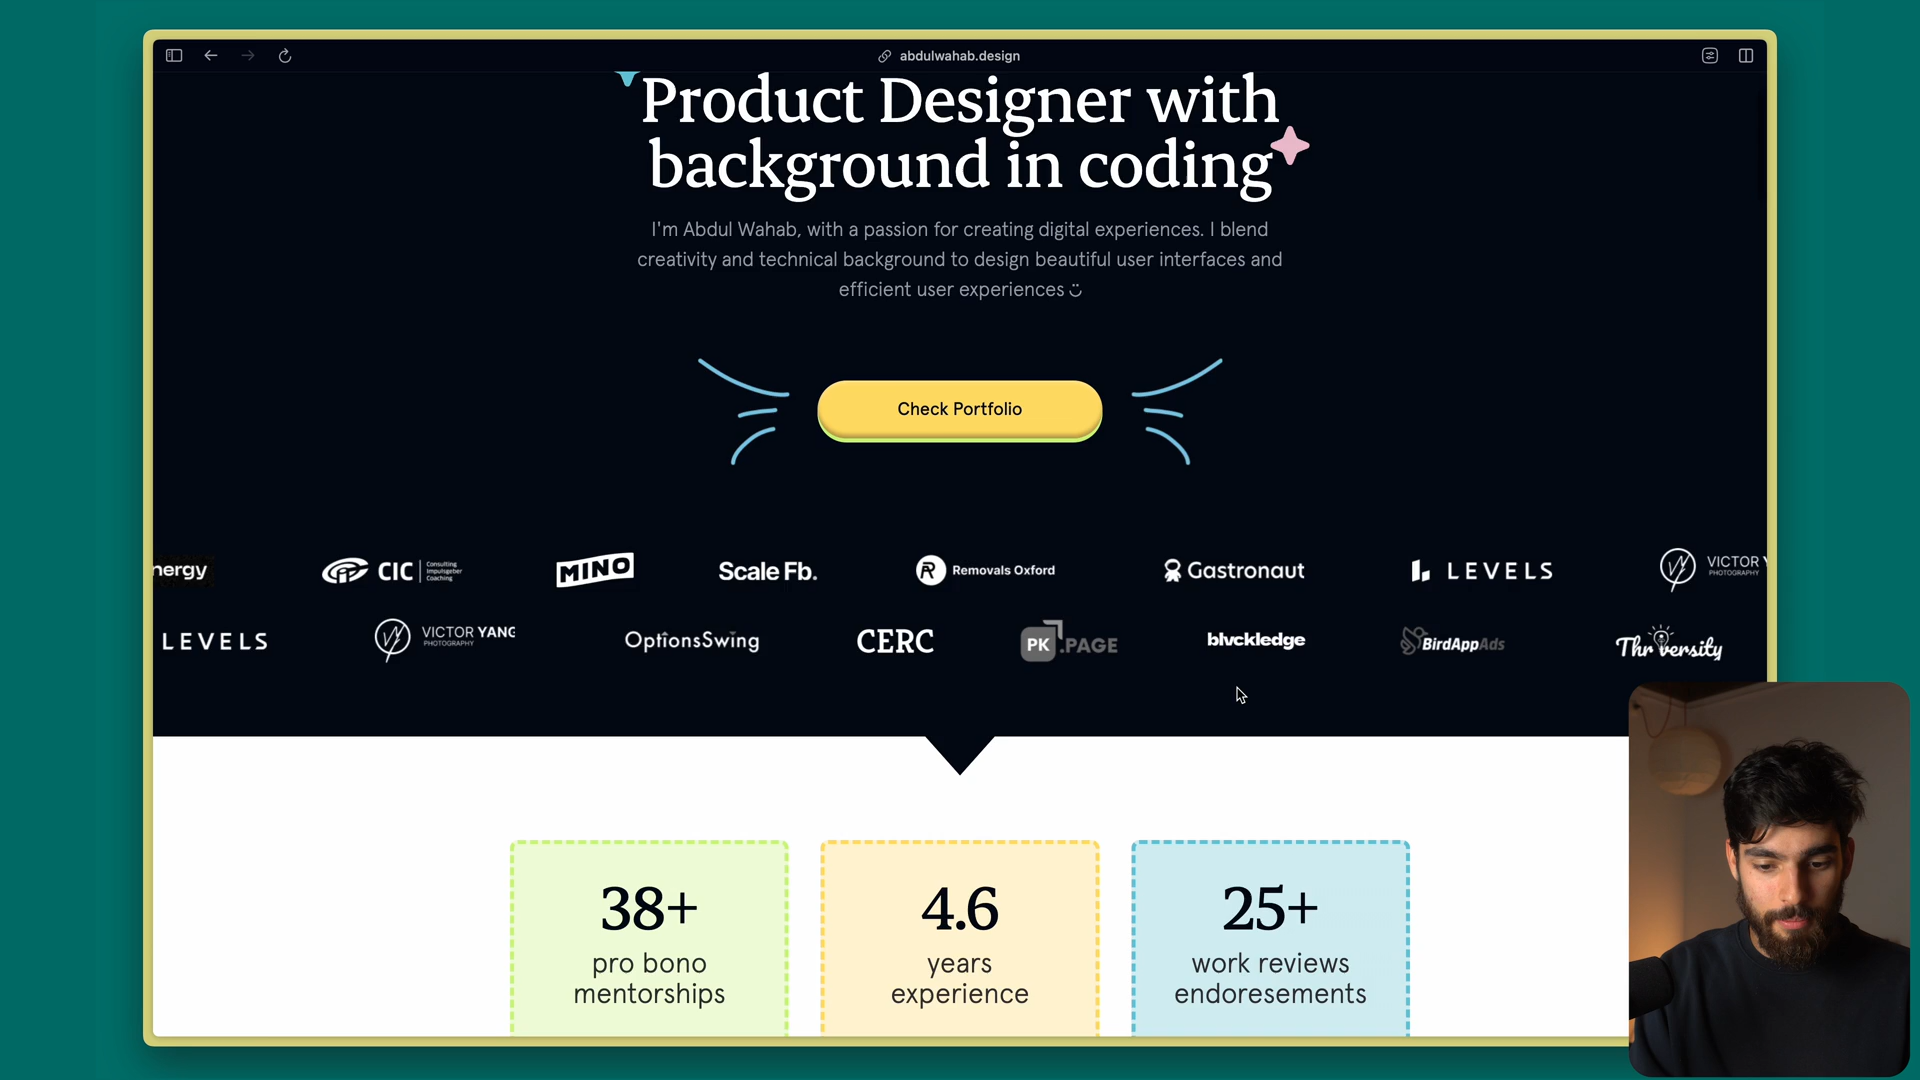 abdulwahab.design
Product Designer with
background in coding
I'm Abdul Wahab, with a passion for creating digital experiences. I blend
creativity and technical background to design beautiful user interfaces and
efficient user experiences
Check Portfolio
nergy
CIC Consulting Impulsgeber Coaching
MINO
Scale Fb.
Removals Oxford
Gastronaut
LEVELS
VICTOR Y
PHOTOGRAPHY
LEVELS
VICTOR YANG
PHOTOGRAPHY
OptionsSwing
CERC
PK .PAGE
blvckledge
BirdAppAds
Thr versity
38+
pro bono
mentorships
4.6
years
experience
25+
work reviews
endoresements